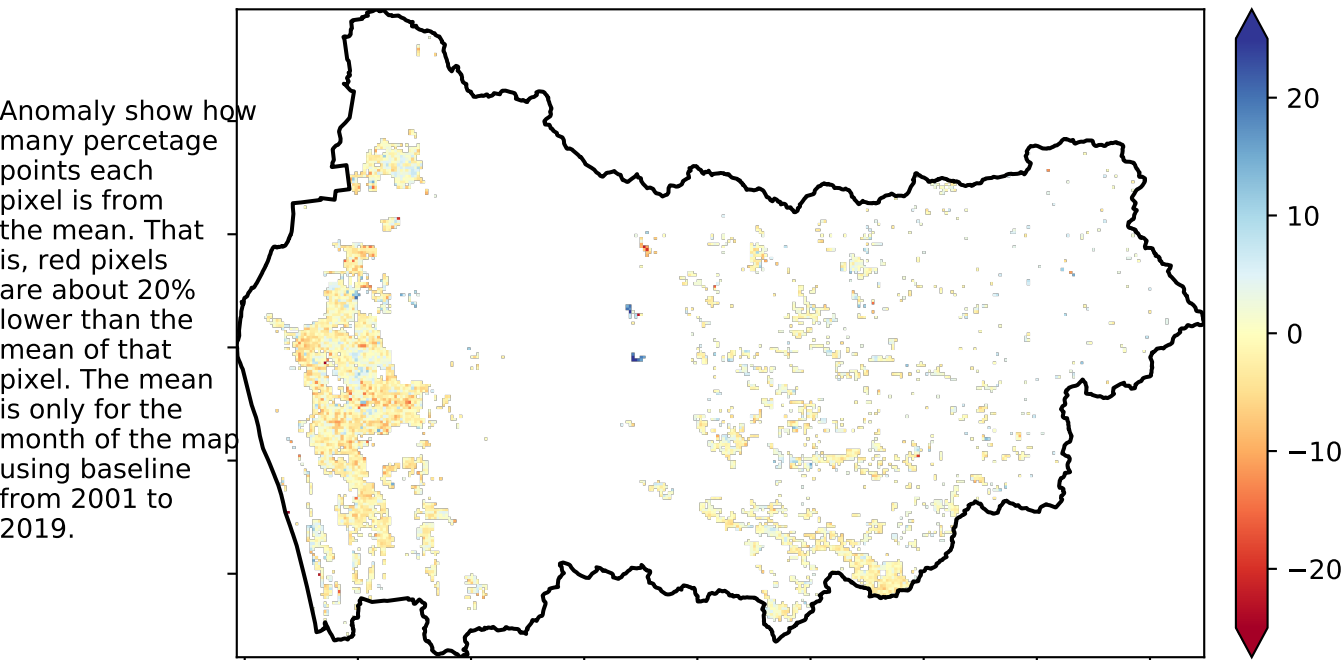 Anomaly show how
many percetage
points each
pixel is from
the mean. That
is, red pixels
are about 20%
lower than the
mean of that
pixel. The mean
is only for the
month of the map
using baseline
from 2001 to
2019.
20
10
0
−10
−20